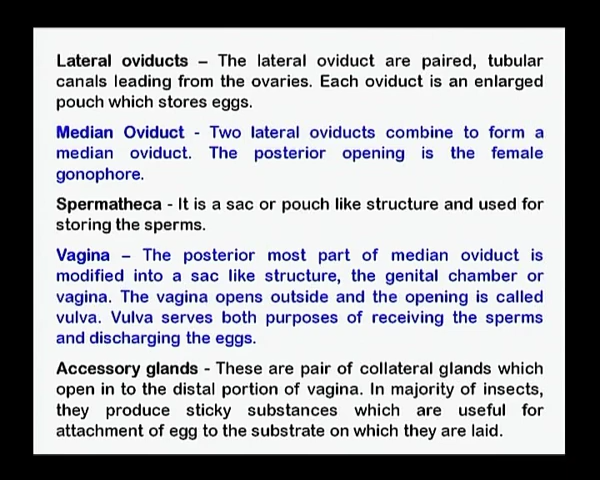 Lateral oviducts – The lateral oviduct are paired, tubular
canals leading from the ovaries. Each oviduct is an enlarged
pouch which stores eggs.
Median Oviduct - Two lateral oviducts combine to form a
median oviduct. The posterior opening is the female
gonophore.
Spermatheca - It is a sac or pouch like structure and used for
storing the sperms.
Vagina – The posterior most part of median oviduct is
modified into a sac like structure, the genital chamber or
vagina. The vagina opens outside and the opening is called
vulva. Vulva serves both purposes of receiving the sperms
and discharging the eggs.
Accessory glands - These are pair of collateral glands which
open in to the distal portion of vagina. In majority of insects,
they produce sticky substances which are useful for
attachment of egg to the substrate on which they are laid.